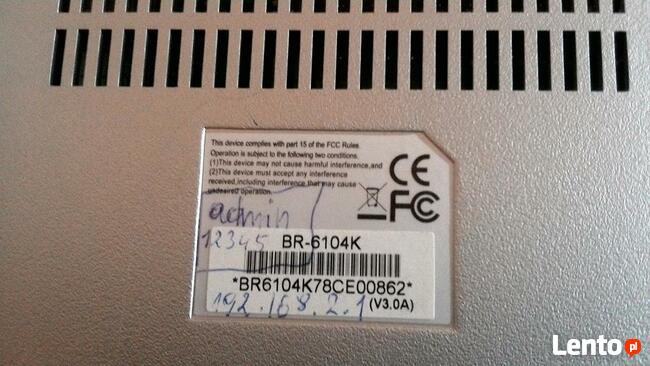 This device complies with part 15 of the FCC Rules.
Operation is subject to the following two conditions.
(1)This device may not cause harmful interference,and
(2)This device must accept any interference
received,including interference that may cause
undesired operation.
CE
FC
admin
12345 BR-6104K
*BR6104K78CE00862*
192.168.2.1 (V3.0A)
Lento.pl